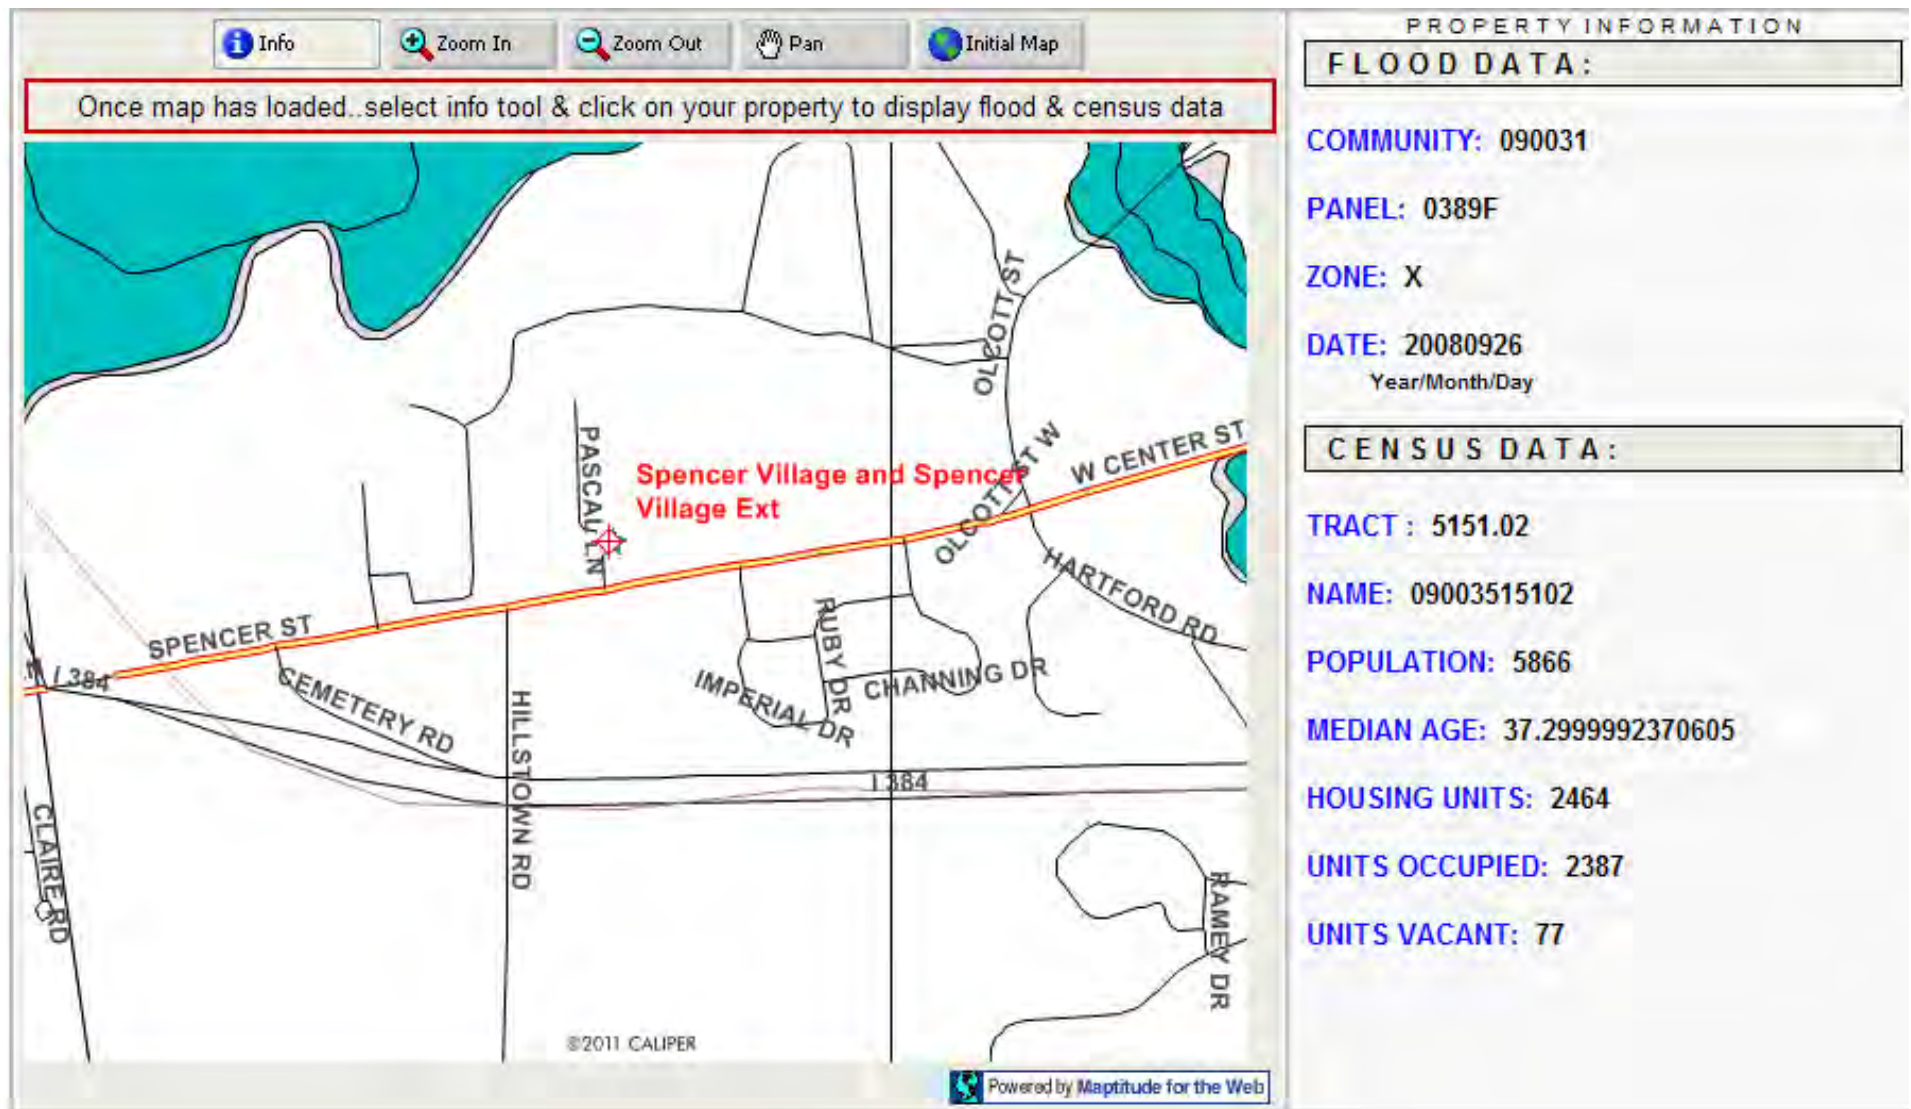 Info
Zoom In
Zoom Out
Pan
Initial Map
Once map has loaded..select info tool & click on your property to display flood & census data
OLCOTT ST
PASCAL LN
Spencer Village and Spencer
Village Ext
OLCOTT ST W
W CENTER ST
HARTFORD RD
SPENCER ST
I 384
CEMETERY RD
HILLSTOWN RD
IMPERIAL DR
RUBY DR
CHANNING DR
I 384
CLAIRE RD
RAMEY DR
©2011 CALIPER
Powered by Maptitude for the Web
PROPERTY INFORMATION
FLOOD DATA:
COMMUNITY: 090031
PANEL: 0389F
ZONE: X
DATE: 20080926
Year/Month/Day
CENSUS DATA:
TRACT : 5151.02
NAME: 09003515102
POPULATION: 5866
MEDIAN AGE: 37.2999992370605
HOUSING UNITS: 2464
UNITS OCCUPIED: 2387
UNITS VACANT: 77